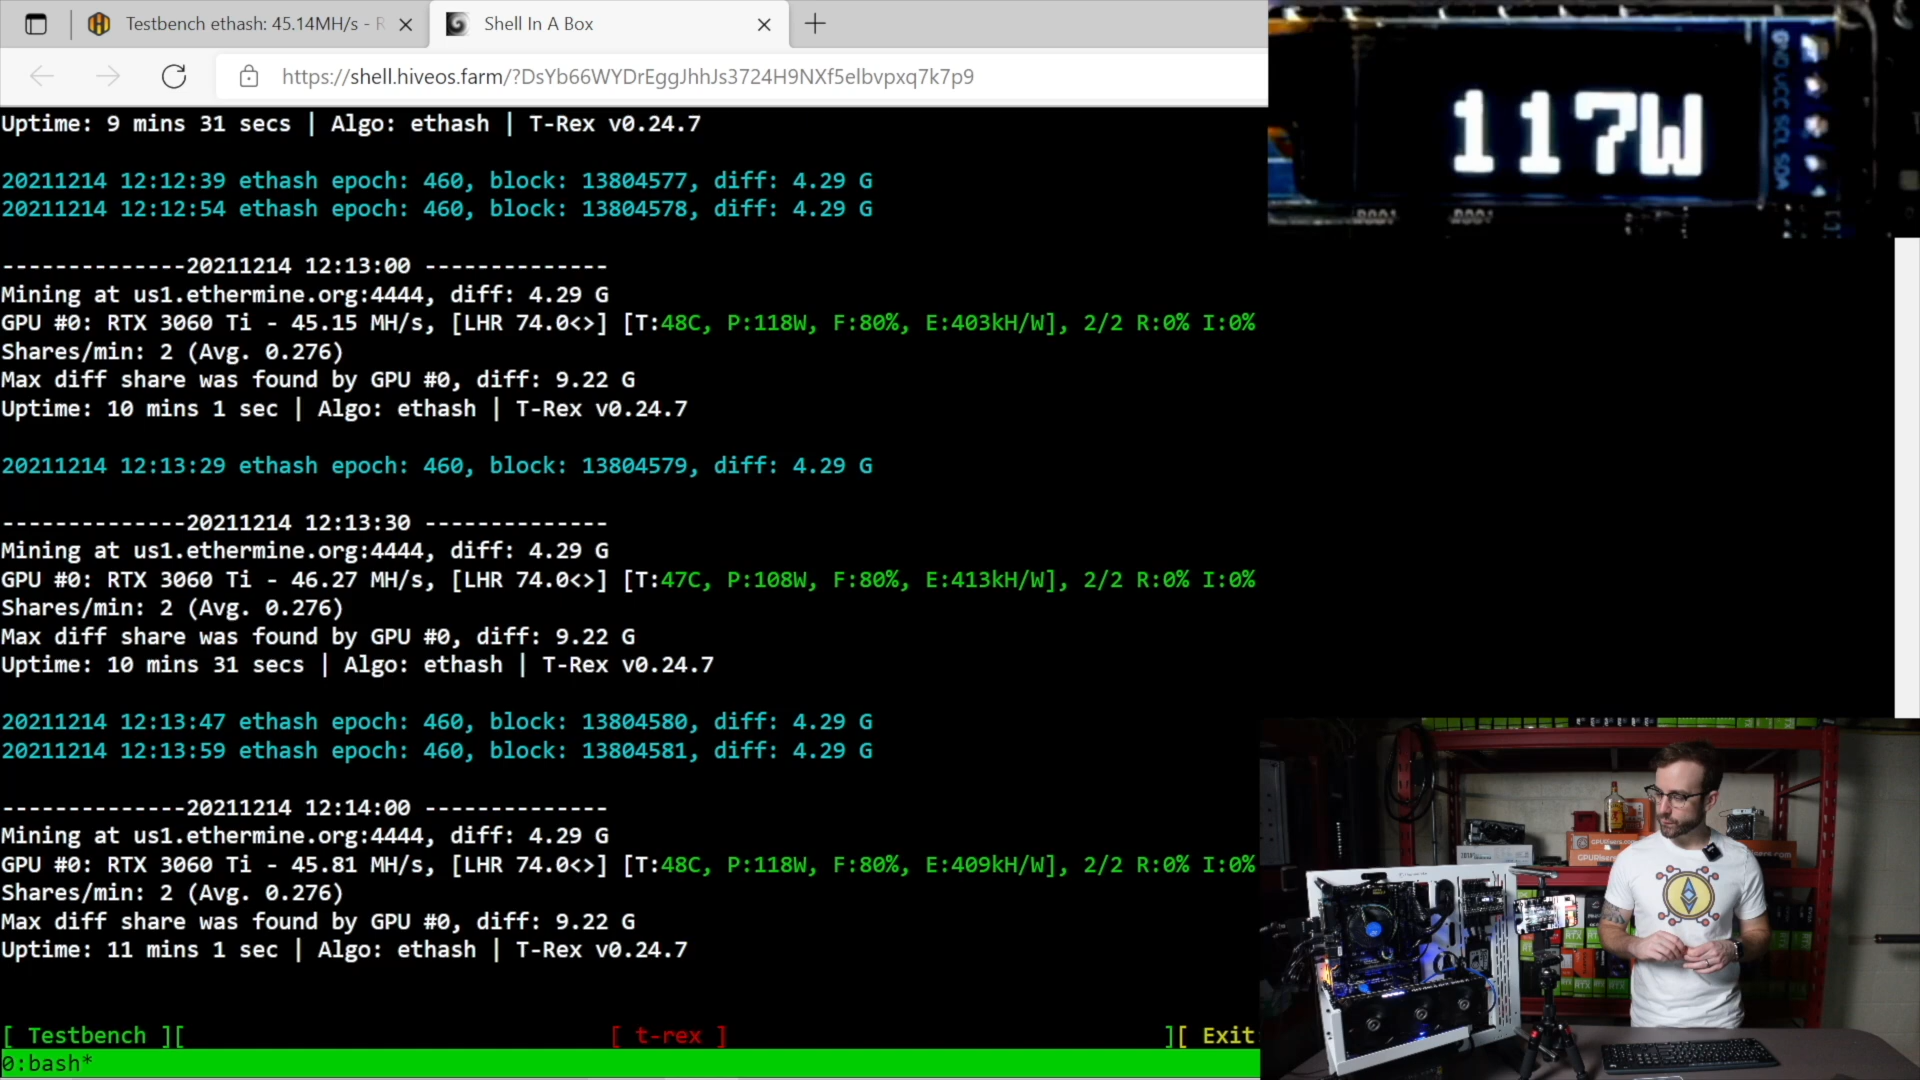 Testbench ethash: 45.14MH/s - R
Shell In A Box
https://shell.hiveos.farm/?DsYb66WYDrEggJhhJs3724H9NXf5elbvpxq7k7p9
117W
GND VCC SCL SDA
Uptime: 9 mins 31 secs | Algo: ethash | T-Rex v0.24.7
20211214 12:12:39 ethash epoch: 460, block: 13804577, diff: 4.29 G
20211214 12:12:54 ethash epoch: 460, block: 13804578, diff: 4.29 G
--------------20211214 12:13:00 --------------
Mining at us1.ethermine.org:4444, diff: 4.29 G
GPU #0: RTX 3060 Ti - 45.15 MH/s, [LHR 74.0<>] [T:48C, P:118W, F:80%, E:403kH/W], 2/2 R:0% I:0%
Shares/min: 2 (Avg. 0.276)
Max diff share was found by GPU #0, diff: 9.22 G
Uptime: 10 mins 1 sec | Algo: ethash | T-Rex v0.24.7
20211214 12:13:29 ethash epoch: 460, block: 13804579, diff: 4.29 G
--------------20211214 12:13:30 --------------
Mining at us1.ethermine.org:4444, diff: 4.29 G
GPU #0: RTX 3060 Ti - 46.27 MH/s, [LHR 74.0<>] [T:47C, P:108W, F:80%, E:413kH/W], 2/2 R:0% I:0%
Shares/min: 2 (Avg. 0.276)
Max diff share was found by GPU #0, diff: 9.22 G
Uptime: 10 mins 31 secs | Algo: ethash | T-Rex v0.24.7
20211214 12:13:47 ethash epoch: 460, block: 13804580, diff: 4.29 G
20211214 12:13:59 ethash epoch: 460, block: 13804581, diff: 4.29 G
--------------20211214 12:14:00 --------------
Mining at us1.ethermine.org:4444, diff: 4.29 G
GPU #0: RTX 3060 Ti - 45.81 MH/s, [LHR 74.0<>] [T:48C, P:118W, F:80%, E:409kH/W], 2/2 R:0% I:0%
Shares/min: 2 (Avg. 0.276)
Max diff share was found by GPU #0, diff: 9.22 G
Uptime: 11 mins 1 sec | Algo: ethash | T-Rex v0.24.7
[ Testbench ][ [ t-rex ] ][ Exit
0:bash*